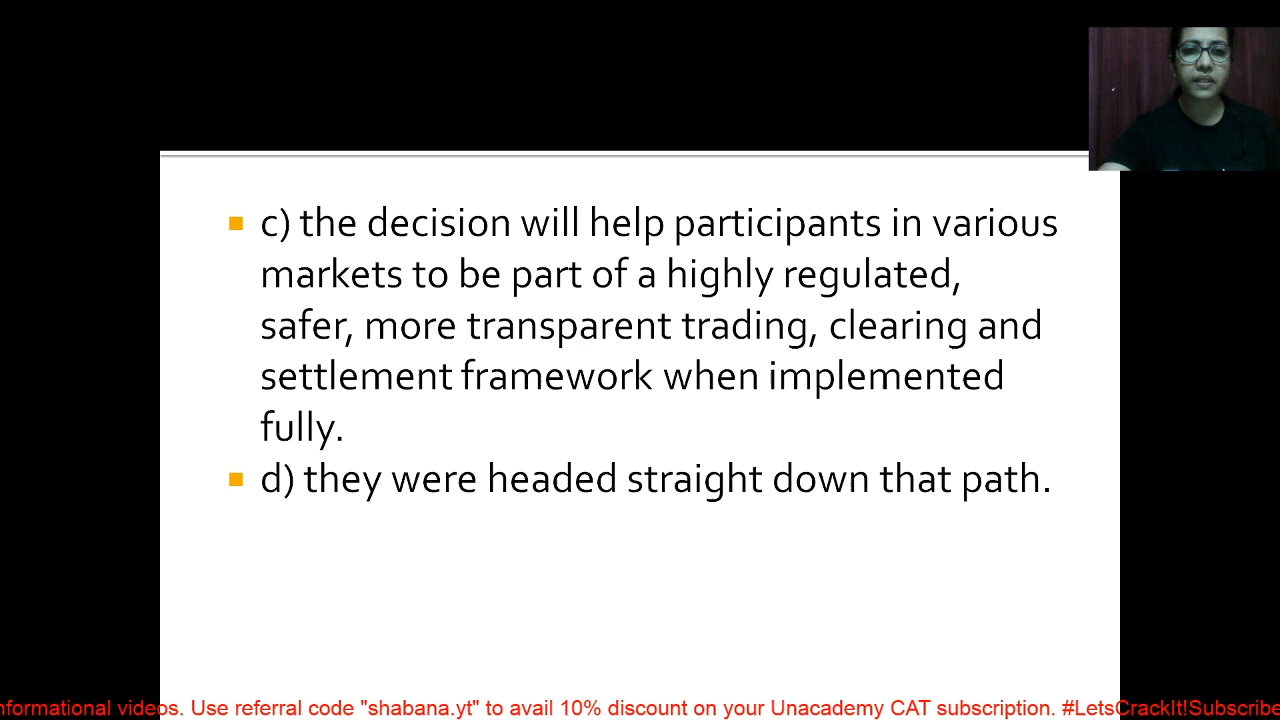 c) the decision will help participants in various
markets to be part of a highly regulated,
safer, more transparent trading, clearing and
settlement framework when implemented
fully.
d) they were headed straight down that path.
nformational videos. Use referral code "shabana.yt" to avail 10% discount on your Unacademy CAT subscription. #LetsCrackIt!Subscribe